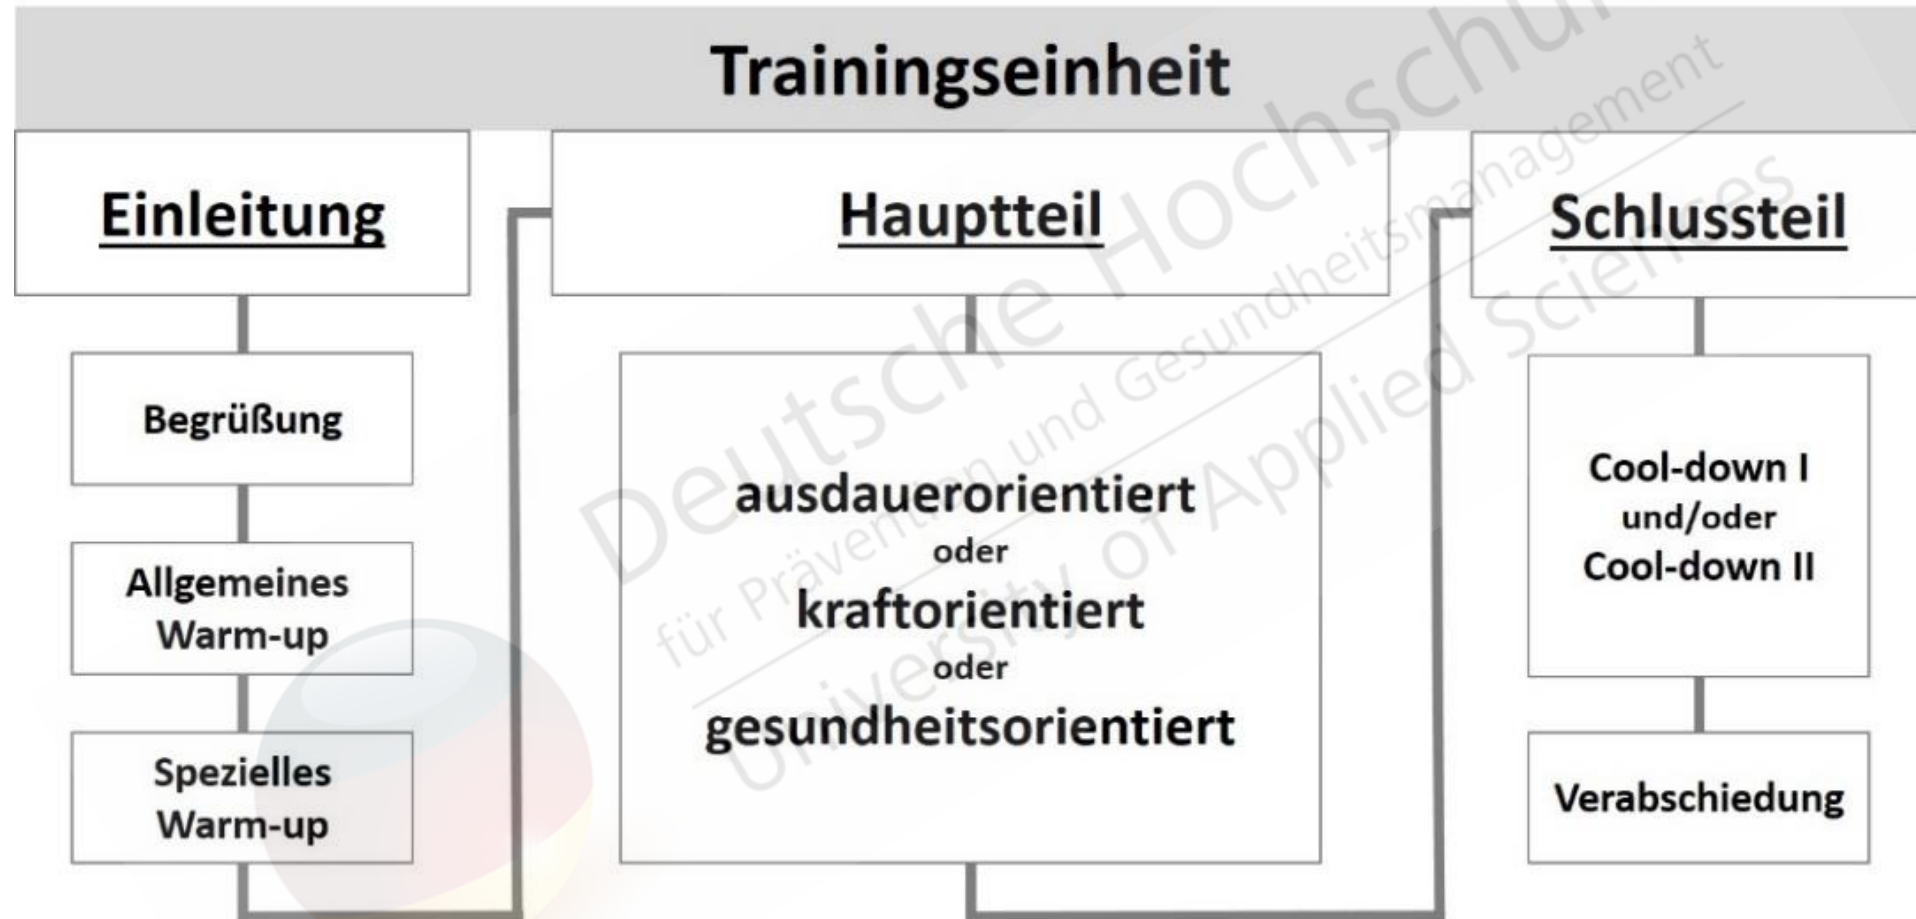 Trainingseinheit
Einleitung
Begrüßung
Allgemeines
Warm-up
Spezielles
Warm-up
Hauptteil
ausdauerorientiert
oder
kraftorientiert
oder
gesundheitsorientiert
Schlussteil
Cool-down I
und/oder
Cool-down II
Verabschiedung
Deutsche Hochschul
für Prävention und Gesundheitsmanagement
University of Applied Sciences